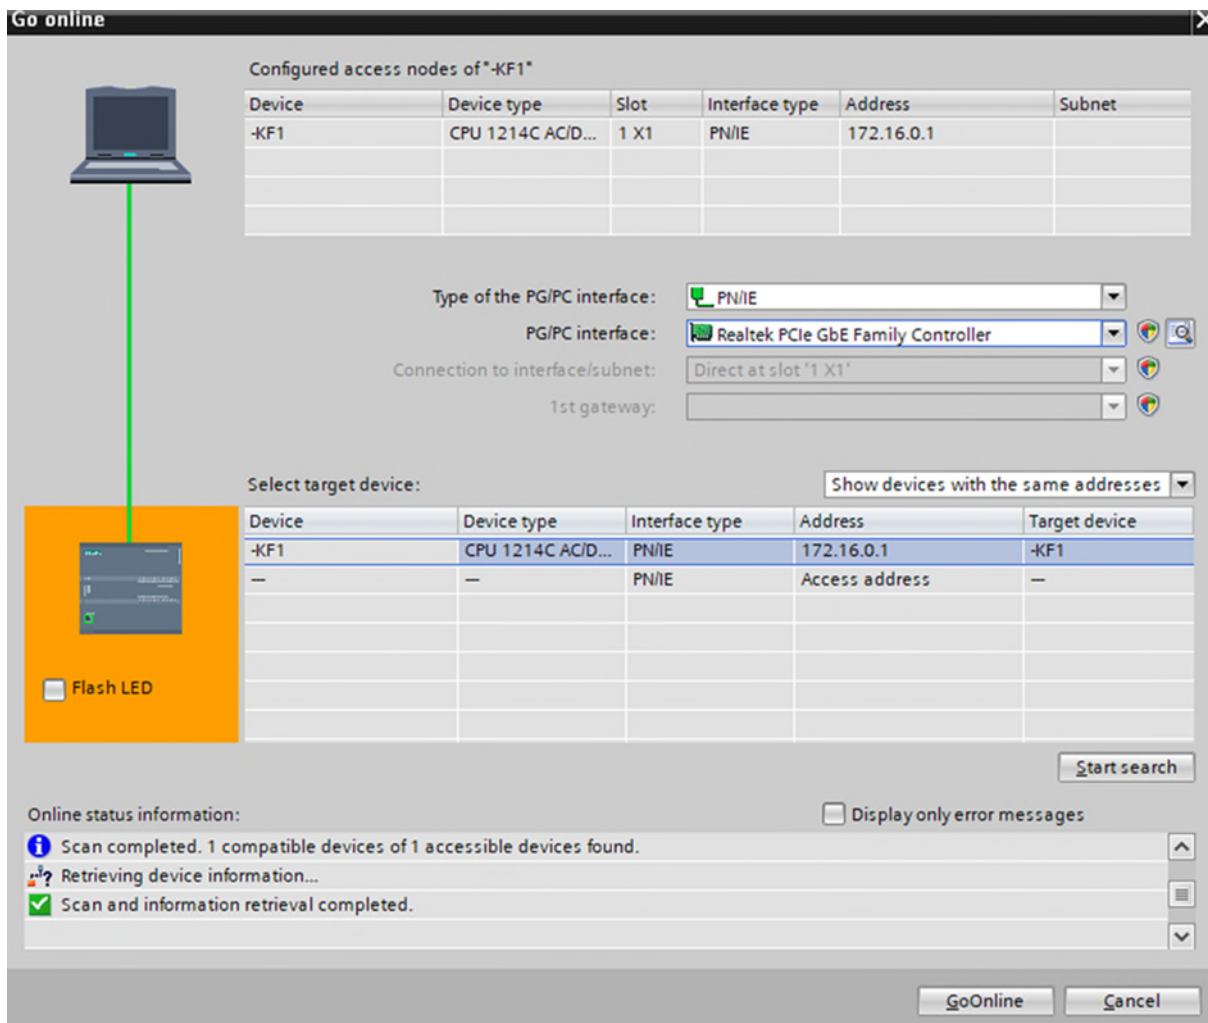 Go online
Configured access nodes of "-KF1"
Device Device type Slot Interface type Address Subnet
-KF1 CPU 1214C AC/D... 1 X1 PN/IE 172.16.0.1
Type of the PG/PC interface: PN/IE
PG/PC interface: Realtek PCIe GbE Family Controller
Connection to interface/subnet: Direct at slot '1 X1'
1st gateway:
Select target device: Show devices with the same addresses
Device Device type Interface type Address Target device
-KF1 CPU 1214C AC/D... PN/IE 172.16.0.1 -KF1
— — PN/IE Access address —
Flash LED
Start search
Online status information: Display only error messages
Scan completed. 1 compatible devices of 1 accessible devices found.
Retrieving device information...
Scan and information retrieval completed.
GoOnline Cancel